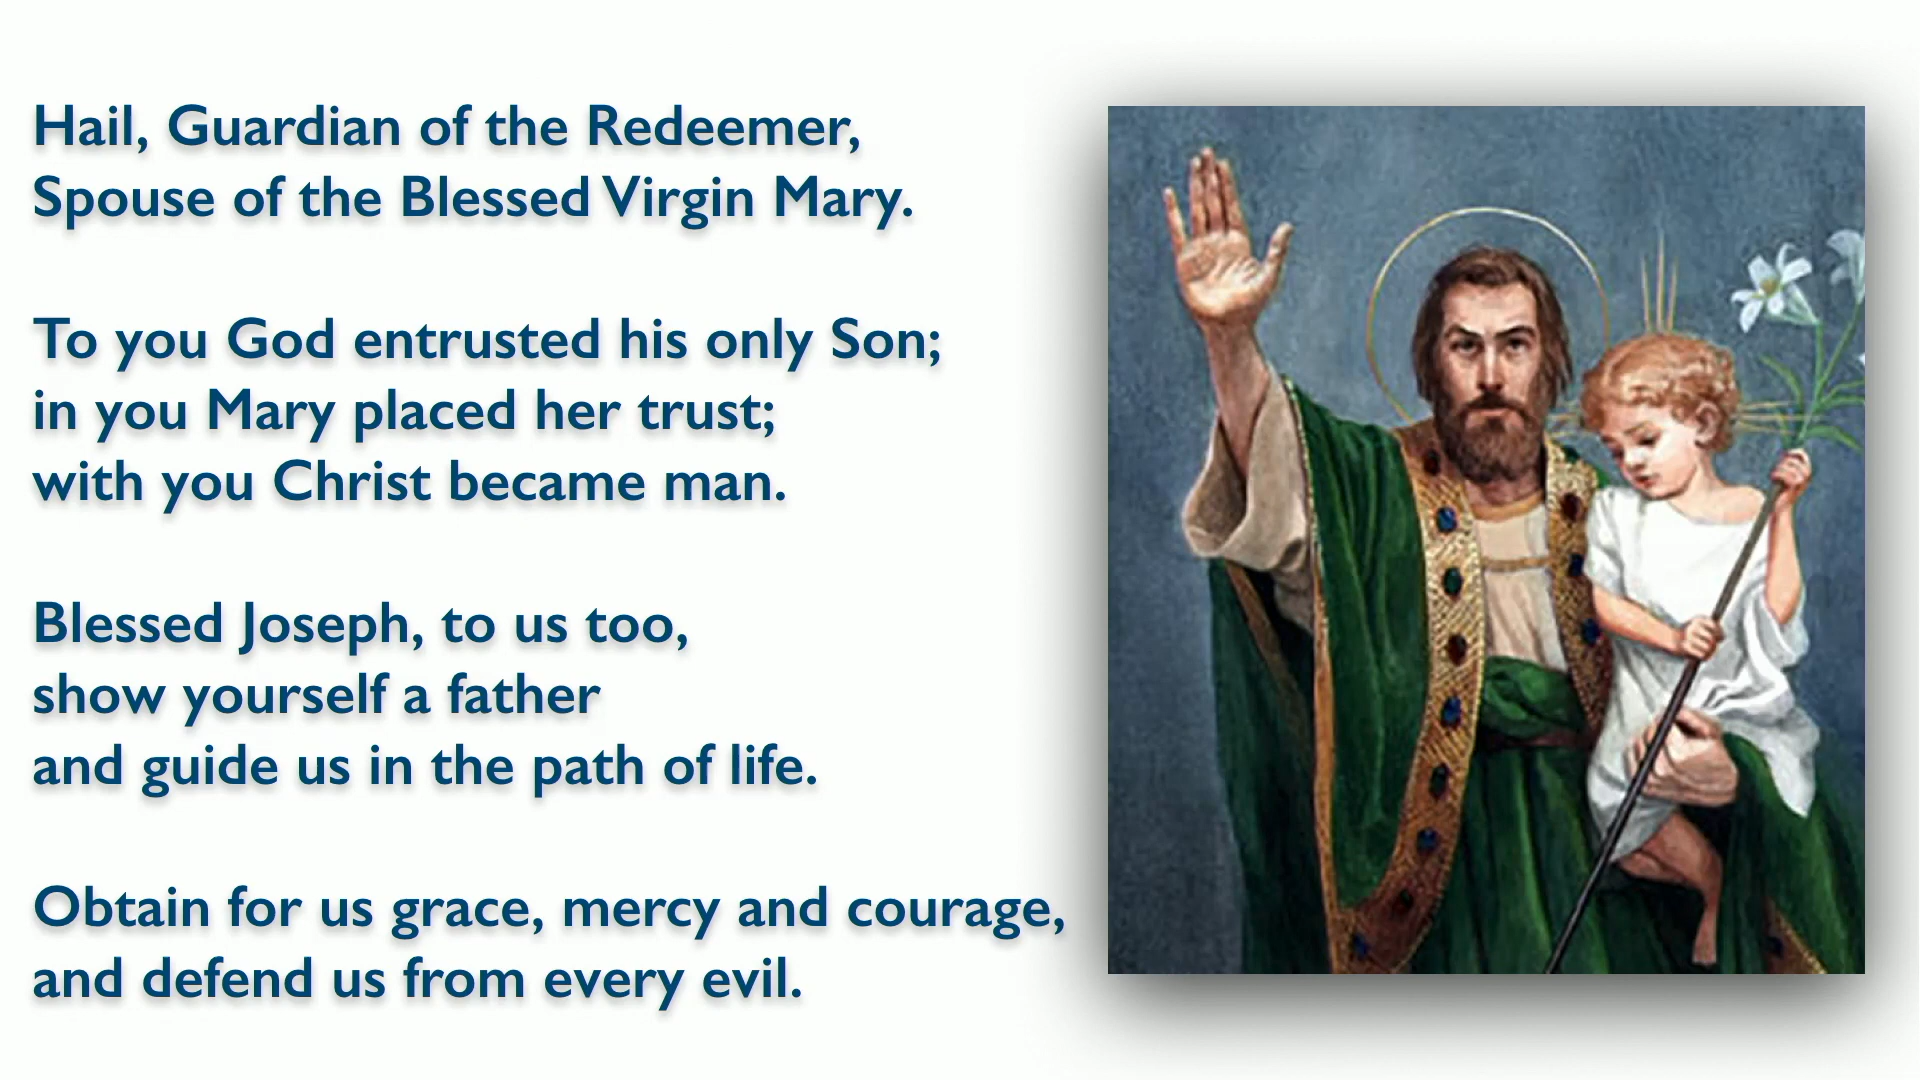 Hail, Guardian of the Redeemer,
Spouse of the Blessed Virgin Mary.
To you God entrusted his only Son;
in you Mary placed her trust;
with you Christ became man.
Blessed Joseph, to us too,
show yourself a father
and guide us in the path of life.
Obtain for us grace, mercy and courage,
and defend us from every evil.